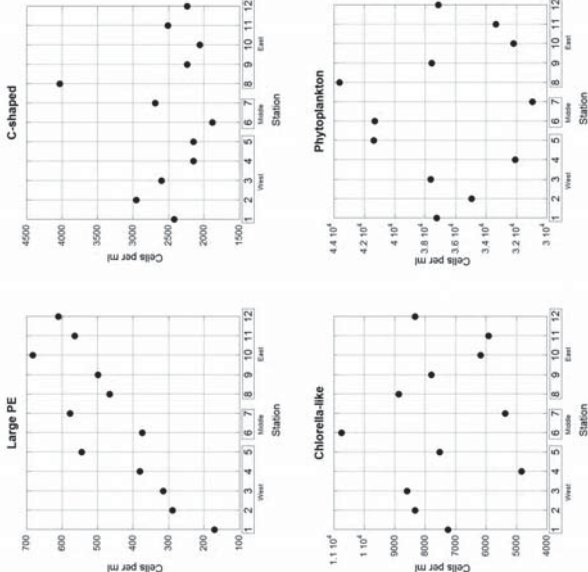 Large PE
700
600
500
400
300
200
100
Cells per ml
1 2 3 4 5 6 7 8 9 10 11 12
West Middle East
Station
C-shaped
4500
4000
3500
3000
2500
2000
1500
Cells per ml
1 2 3 4 5 6 7 8 9 10 11 12
West Middle East
Station
Chlorella-like
1.1 10⁴
1 10⁴
9000
8000
7000
6000
5000
4000
Cells per ml
1 2 3 4 5 6 7 8 9 10 11 12
West Middle East
Station
Phytoplankton
4.4 10⁴
4.2 10⁴
4 10⁴
3.8 10⁴
3.6 10⁴
3.4 10⁴
3.2 10⁴
3 10⁴
Cells per ml
1 2 3 4 5 6 7 8 9 10 11 12
West Middle East
Station